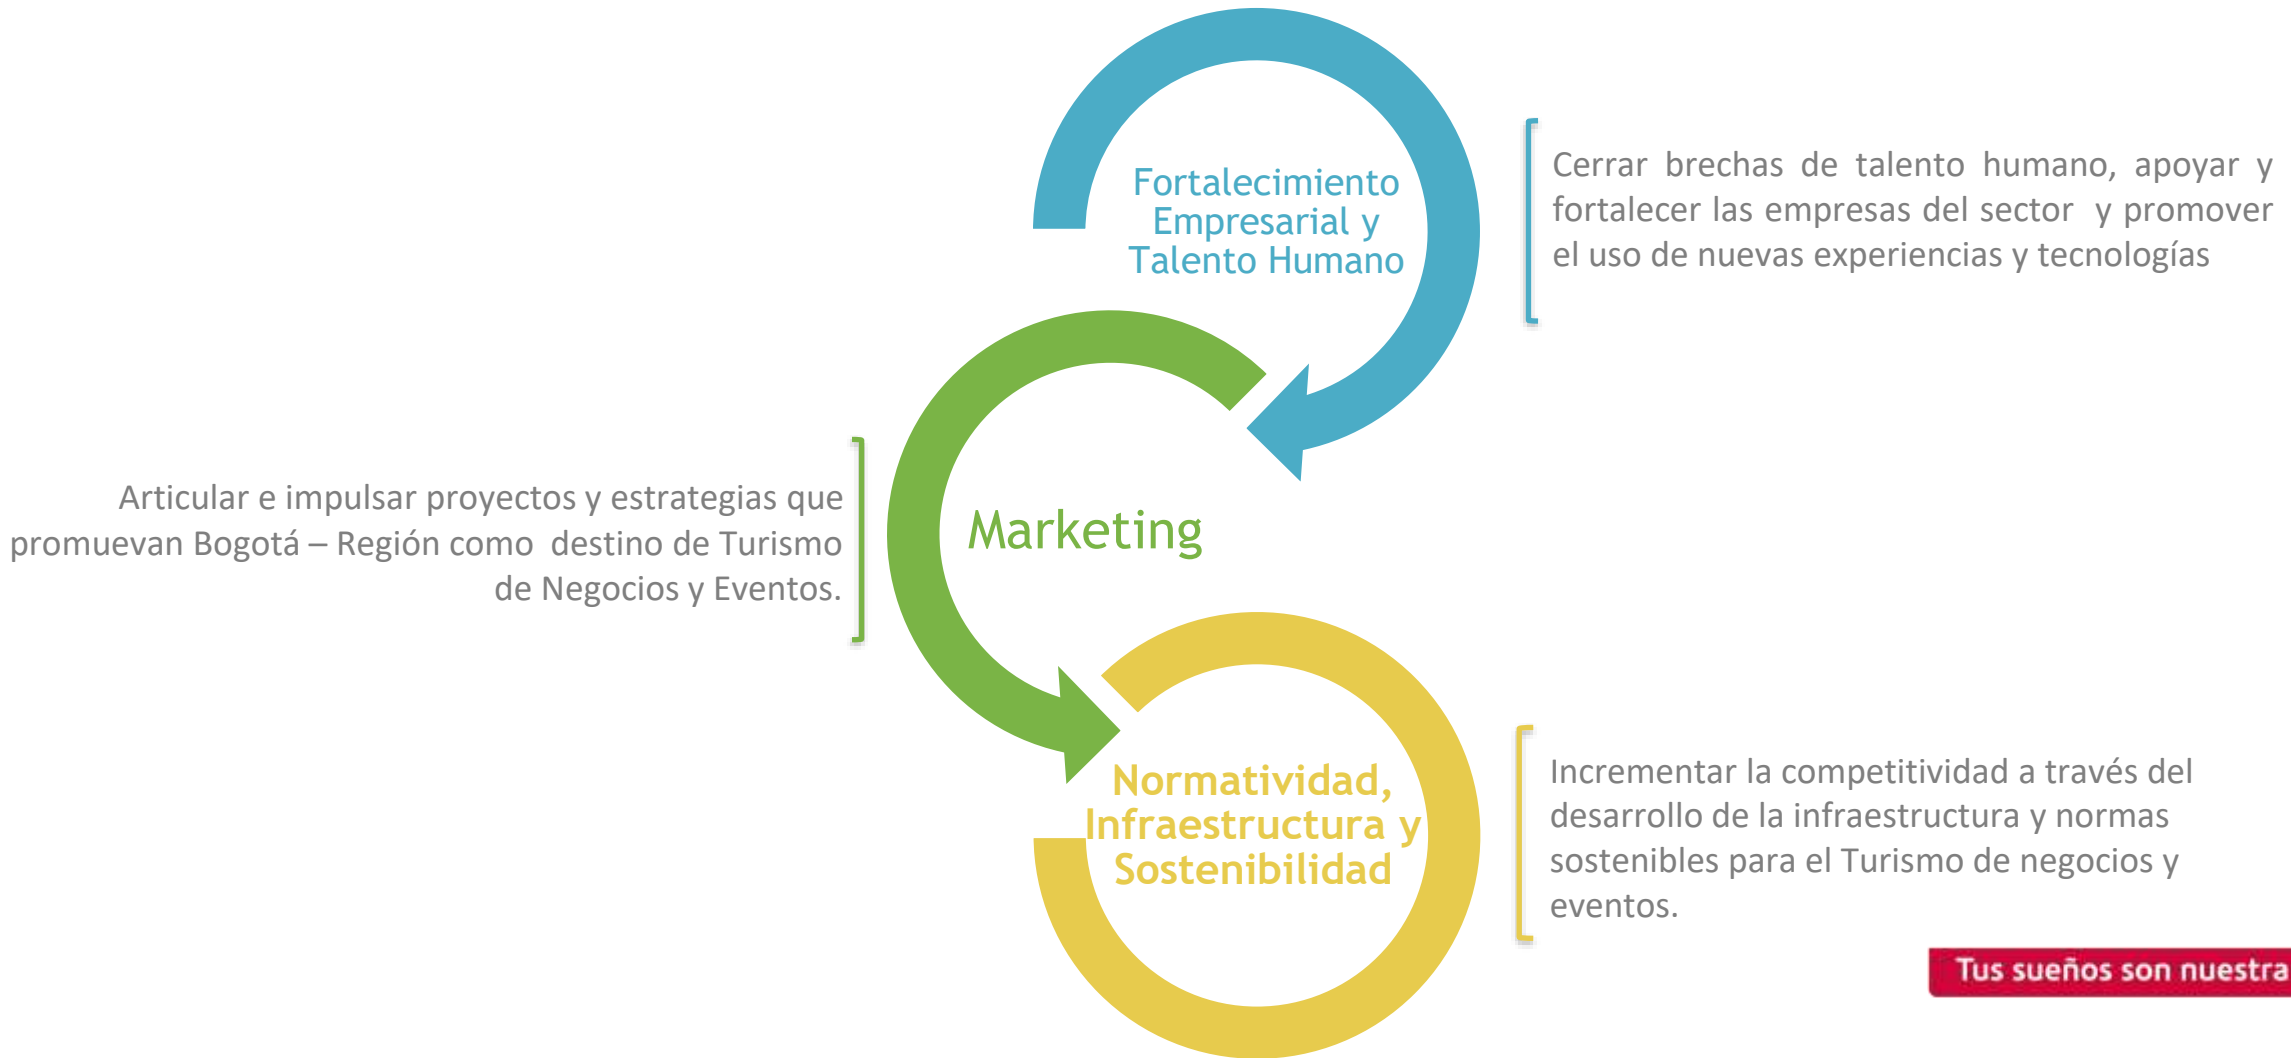 Fortalecimiento
Empresarial y
Talento Humano
Cerrar brechas de talento humano, apoyar y
fortalecer las empresas del sector y promover
el uso de nuevas experiencias y tecnologías
Articular e impulsar proyectos y estrategias que
promuevan Bogotá – Región como destino de Turismo
de Negocios y Eventos.
Marketing
Normatividad,
Infraestructura y
Sostenibilidad
Incrementar la competitividad a través del
desarrollo de la infraestructura y normas
sostenibles para el Turismo de negocios y
eventos.
Tus sueños son nuestra